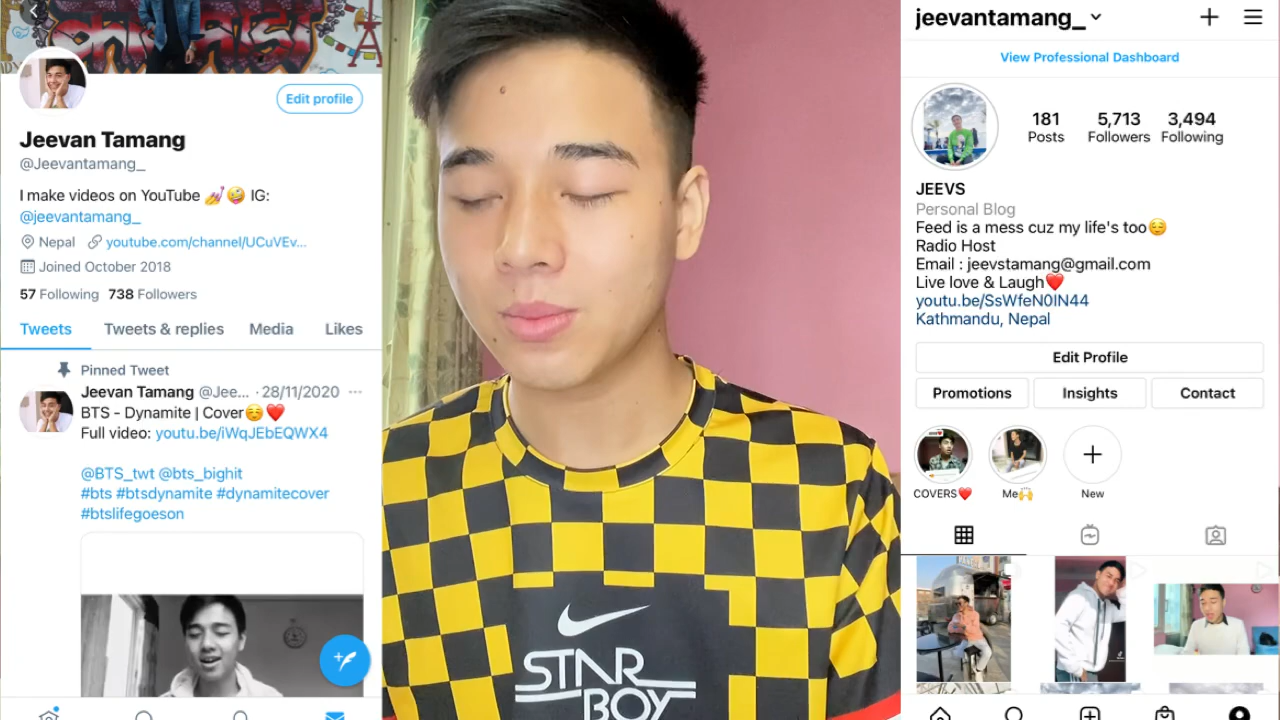 Edit profile
Jeevan Tamang
@Jeevantamang_
I make videos on YouTube 💅🤪 IG:
@jeevantamang_
Nepal youtube.com/channel/UCuVEv...
Joined October 2018
57 Following 738 Followers
Tweets Tweets & replies Media Likes
Pinned Tweet
Jeevan Tamang @Jee... · 28/11/2020 ···
BTS - Dynamite | Cover😌❤️
Full video: youtu.be/iWqJEbEQWX4
@BTS_twt @bts_bighit
#bts #btsdynamite #dynamitecover
#btslifegoeson
STAR
BOY
jeevantamang_
View Professional Dashboard
181 5,713 3,494
Posts Followers Following
JEEVS
Personal Blog
Feed is a mess cuz my life's too😌
Radio Host
Email : jeevstamang@gmail.com
Live love & Laugh❤️
youtu.be/SsWfeN0lN44
Kathmandu, Nepal
Edit Profile
Promotions Insights Contact
COVERS❤️ Me🙌 New